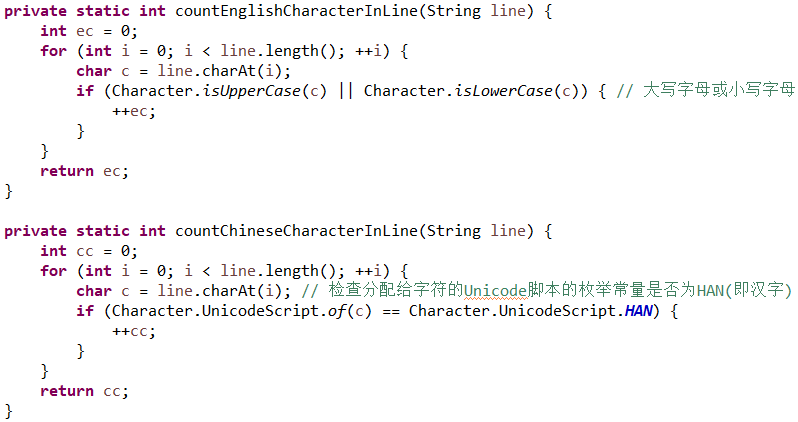 private static int countEnglishCharacterInLine(String line) {
    int ec = 0;
    for (int i = 0; i < line.length(); ++i) {
        char c = line.charAt(i);
        if (Character.isUpperCase(c) || Character.isLowerCase(c)) { // 大写字母或小写字母
            ++ec;
        }
    }
    return ec;
}

private static int countChineseCharacterInLine(String line) {
    int cc = 0;
    for (int i = 0; i < line.length(); ++i) {
        char c = line.charAt(i); // 检查分配给字符的Unicode脚本的枚举常量是否为HAN(即汉字)
        if (Character.UnicodeScript.of(c) == Character.UnicodeScript.HAN) {
            ++cc;
        }
    }
    return cc;
}